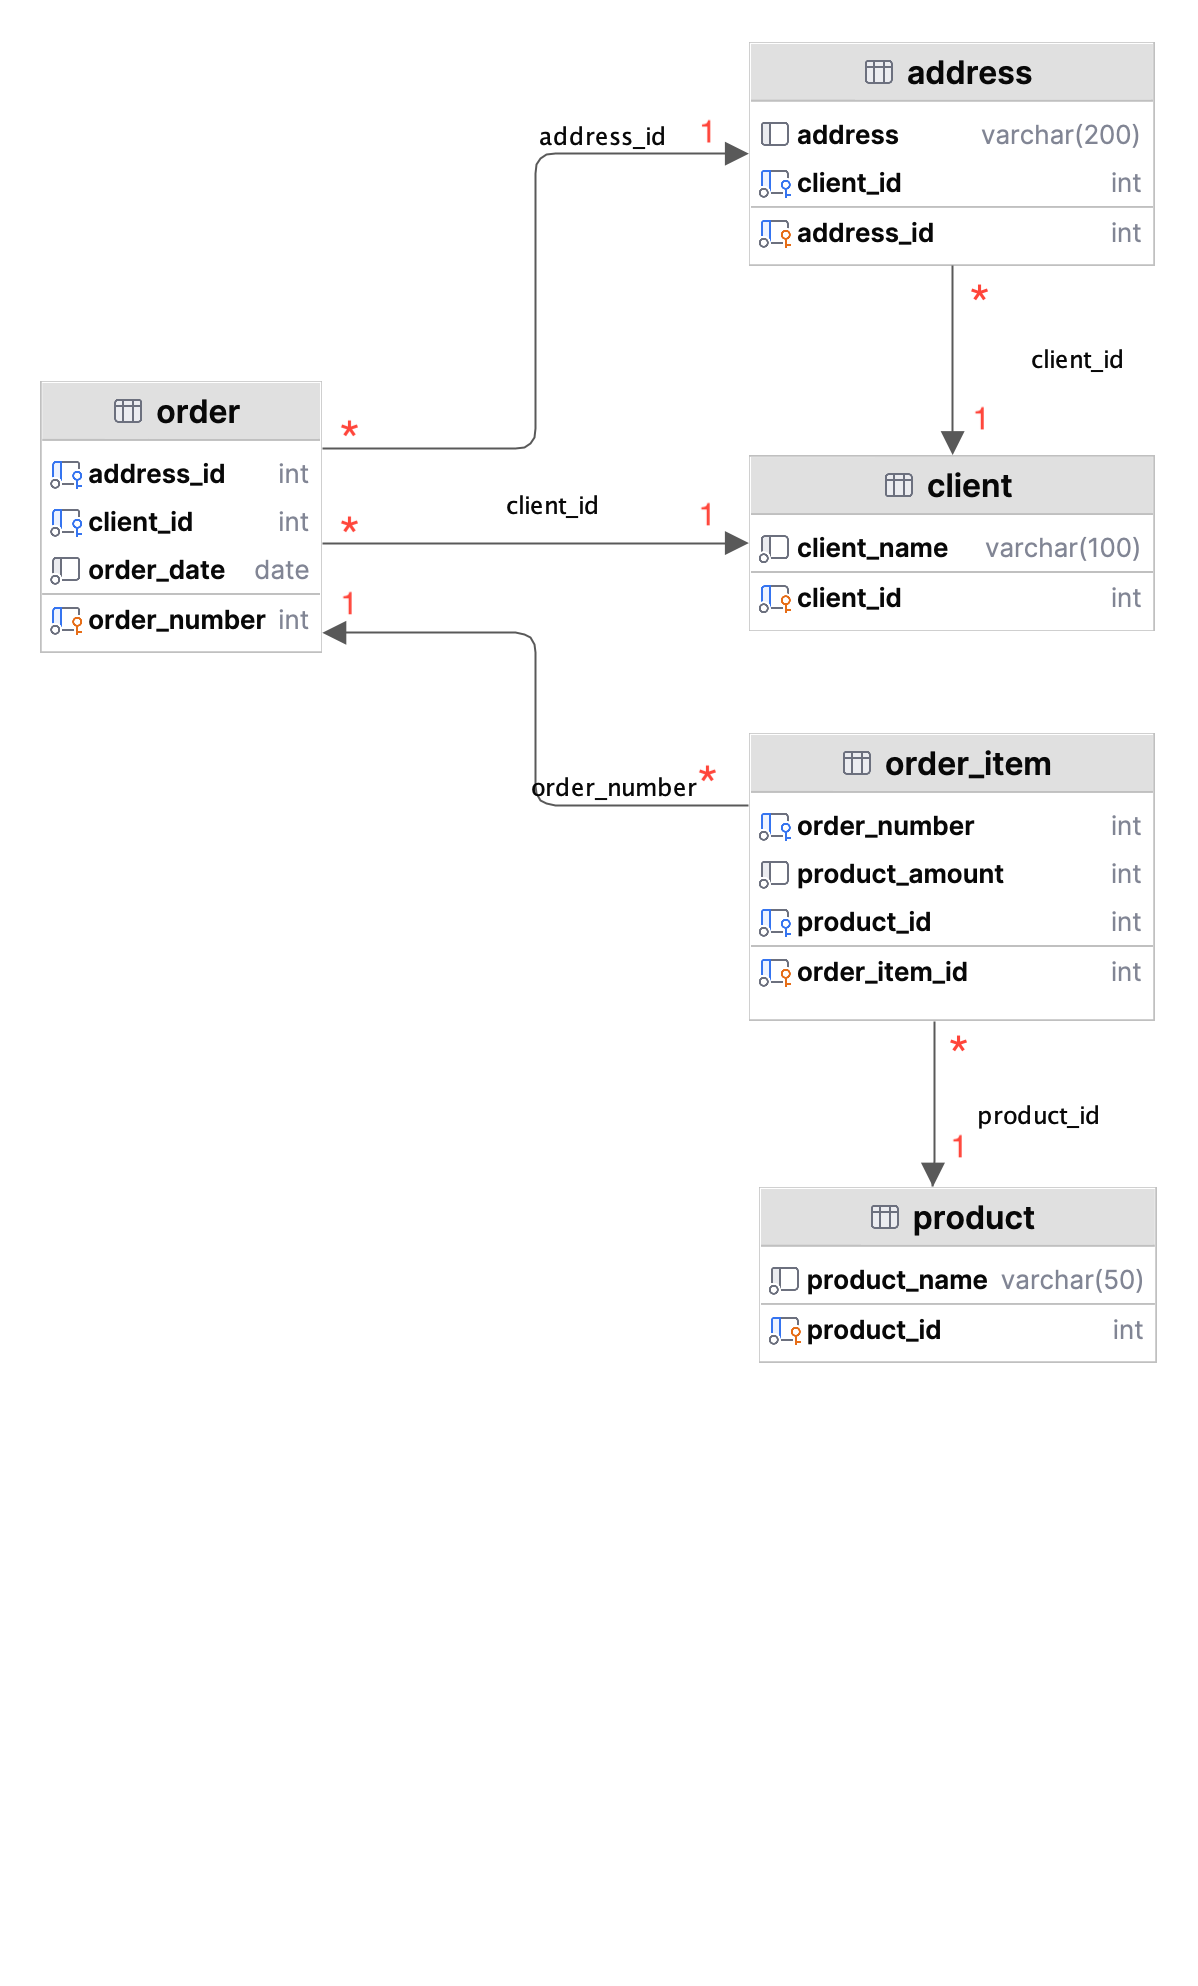 address
address varchar(200)
client_id int
address_id int
address_id 1
*
client_id
1
order
address_id int
client_id int
order_date date
order_number int
*
client_id 1
*
1
client
client_name varchar(100)
client_id int
order_number *
order_item
order_number int
product_amount int
product_id int
order_item_id int
*
product_id
1
product
product_name varchar(50)
product_id int